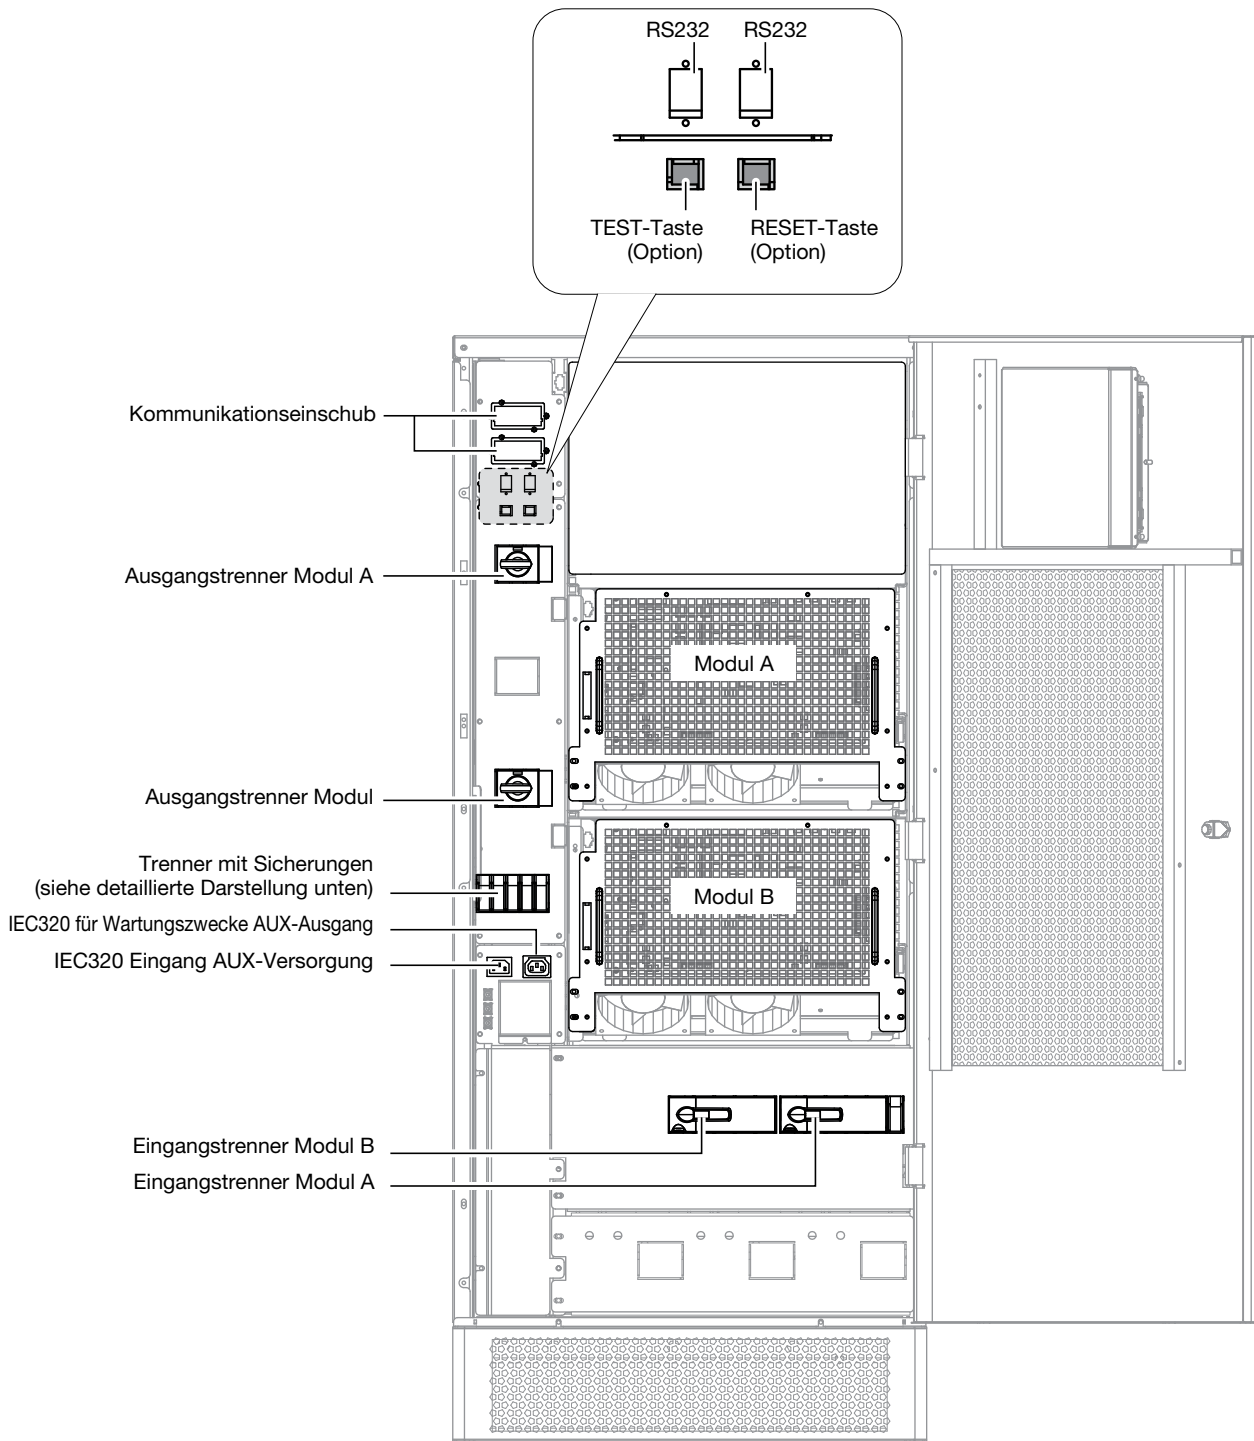 RS232 RS232
TEST-Taste
(Option)
RESET-Taste
(Option)
Kommunikationseinschub
Ausgangstrenner Modul A
Modul A
Ausgangstrenner Modul
Trenner mit Sicherungen
(siehe detaillierte Darstellung unten)
Modul B
IEC320 für Wartungszwecke AUX-Ausgang
IEC320 Eingang AUX-Versorgung
Eingangstrenner Modul B
Eingangstrenner Modul A